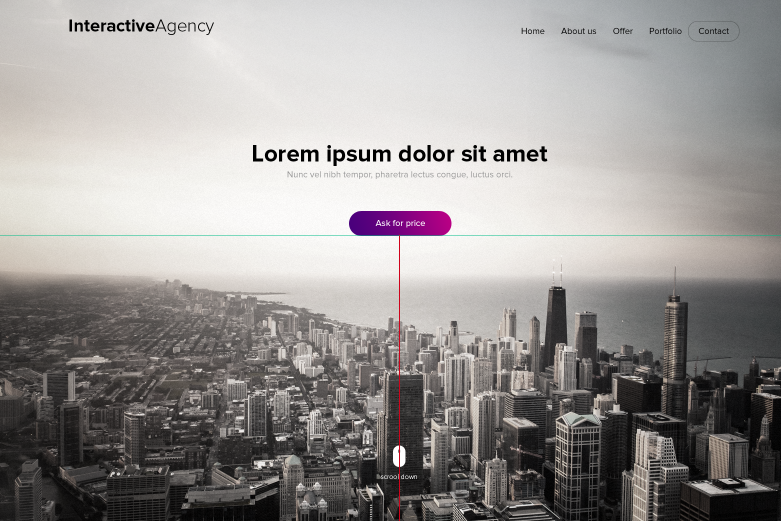 InteractiveAgency
Home About us Offer Portfolio Contact
Lorem ipsum dolor sit amet
Nunc vel nibh tempor, pharetra lectus congue, luctus orci.
Ask for price
scrool down